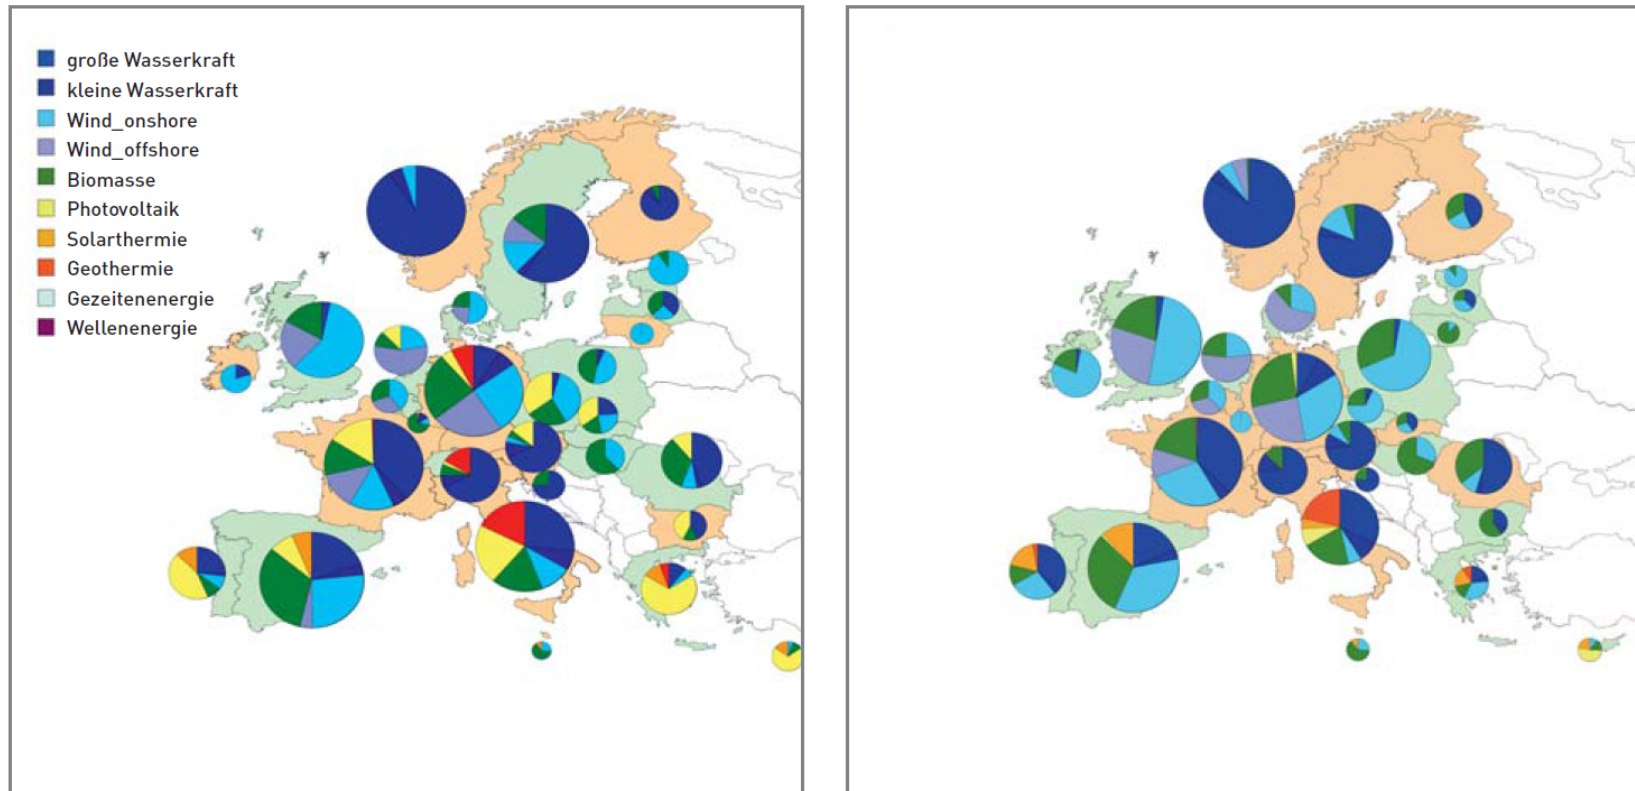 große Wasserkraft
kleine Wasserkraft
Wind_onshore
Wind_offshore
Biomasse
Photovoltaik
Solarthermie
Geothermie
Gezeitenenergie
Wellenenergie